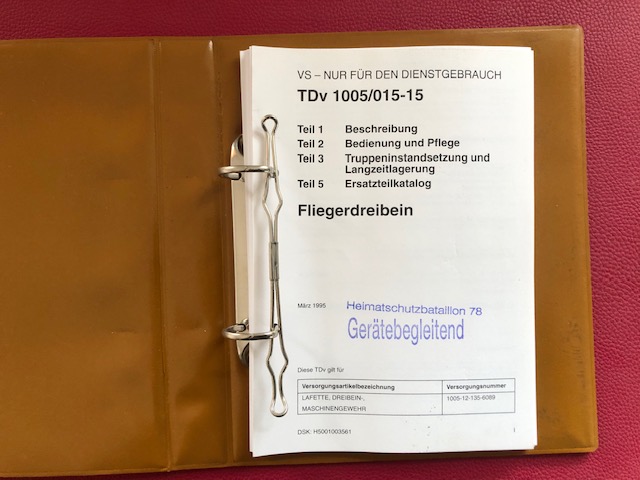 VS – NUR FÜR DEN DIENSTGEBRAUCH
TDv 1005/015-15
Teil 1 Beschreibung
Teil 2 Bedienung und Pflege
Teil 3 Truppeninstandsetzung und
Langzeitlagerung
Teil 5 Ersatzteilkatalog
Fliegerdreibein
März 1995
Heimatschutzbataillon 78
Gerätebegleitend
Diese TDv gilt für
Versorgungsartikelbezeichnung Versorgungsnummer
LAFETTE, DREIBEIN-, 1005-12-135-6089
MASCHINENGEWEHR
DSK: H5001003561 I